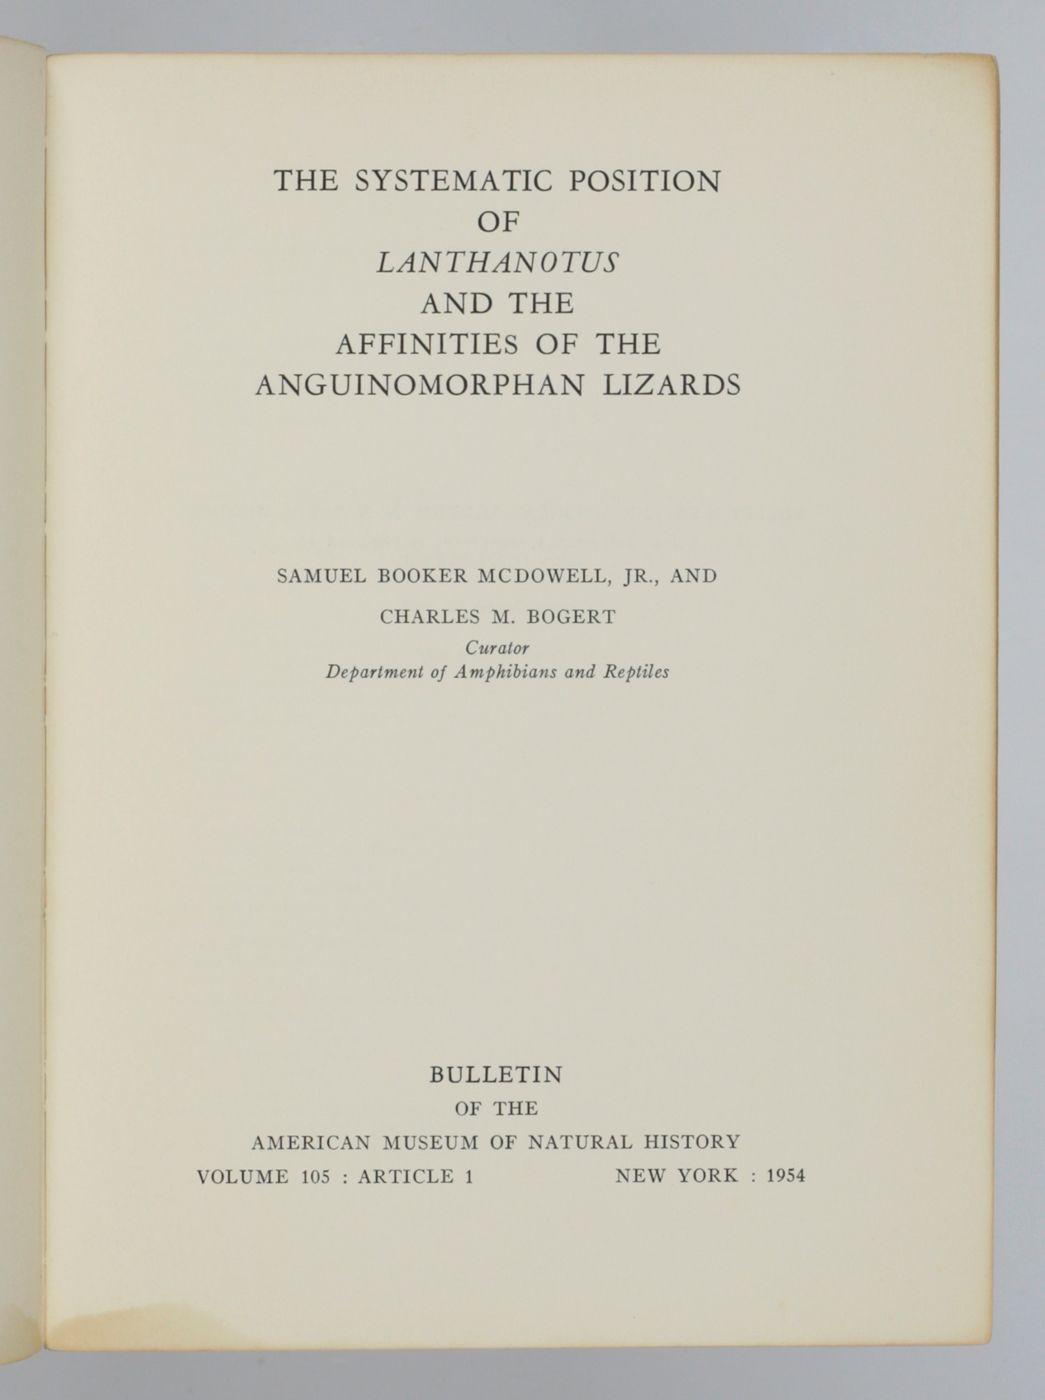 THE SYSTEMATIC POSITION
OF
LANTHANOTUS
AND THE
AFFINITIES OF THE
ANGUINOMORPHAN LIZARDS
SAMUEL BOOKER MCDOWELL, JR., AND
CHARLES M. BOGERT
Curator
Department of Amphibians and Reptiles
BULLETIN
OF THE
AMERICAN MUSEUM OF NATURAL HISTORY
VOLUME 105 : ARTICLE 1 NEW YORK : 1954